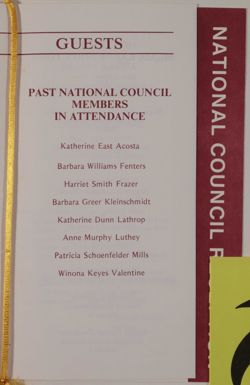 GUESTS
PAST NATIONAL COUNCIL
MEMBERS
IN ATTENDANCE
Katherine East Acosta
Barbara Williams Fenters
Harriet Smith Frazer
Barbara Greer Kleinschmidt
Katherine Dunn Lathrop
Anne Murphy Luthey
Patricia Schoenfelder Mills
Winona Keyes Valentine
NATIONAL COUNCIL